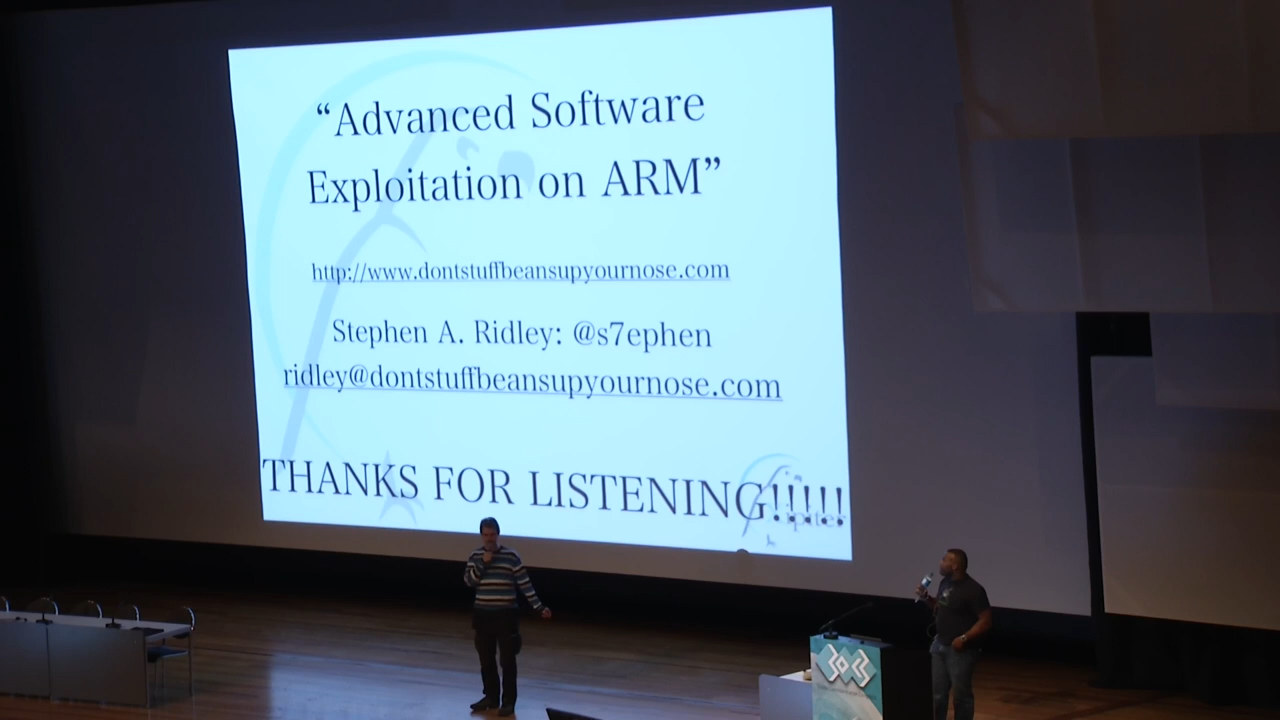 “Advanced Software
Exploitation on ARM”
http://www.dontstuffbeansupyournose.com
Stephen A. Ridley: @s7ephen
ridley@dontstuffbeansupyournose.com
THANKS FOR LISTENING!!!!!